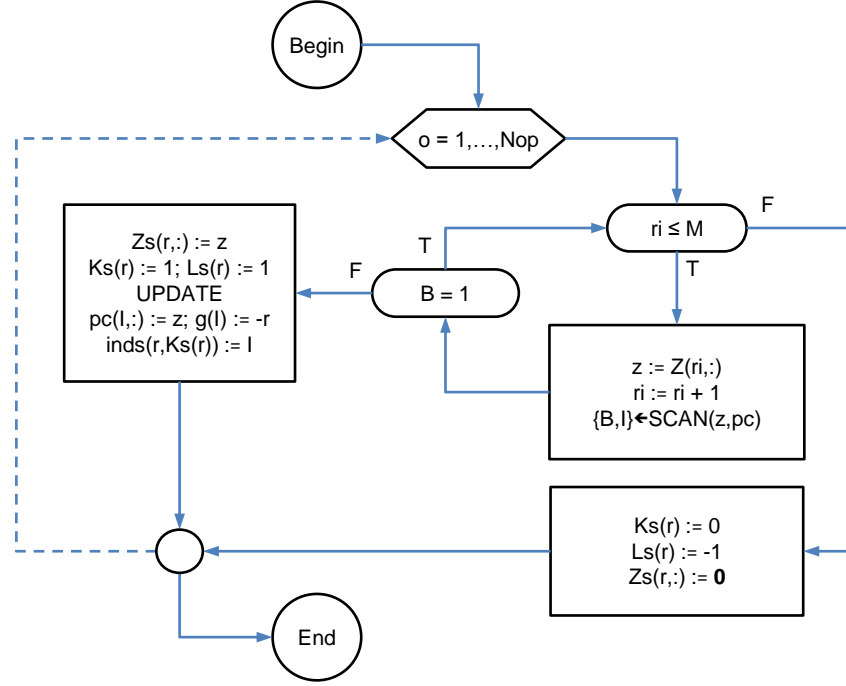 Begin
o = 1,…,Nop
ri ≤ M
F
T
z := Z(ri,:)
ri := ri + 1
{B,I}←SCAN(z,pc)
B = 1
T
F
Zs(r,:) := z
Ks(r) := 1; Ls(r) := 1
UPDATE
pc(I,:) := z; g(I) := -r
inds(r,Ks(r)) := I
Ks(r) := 0
Ls(r) := -1
Zs(r,:) := 0
End